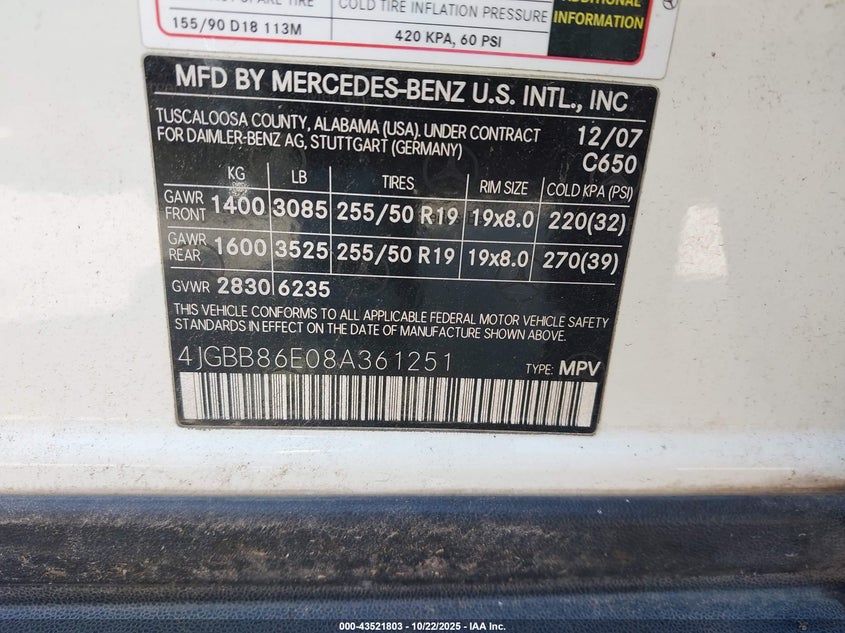 COLD TIRE INFLATION PRESSURE
155/90 D18 113M
420 KPA, 60 PSI
ADDITIONAL
INFORMATION
MFD BY MERCEDES-BENZ U.S. INTL., INC
TUSCALOOSA COUNTY, ALABAMA (USA). UNDER CONTRACT 12/07
FOR DAIMLER-BENZ AG, STUTTGART (GERMANY) C650
KG LB TIRES RIM SIZE COLD KPA (PSI)
GAWR FRONT 1400 3085 255/50 R19 19x8.0 220(32)
GAWR REAR 1600 3525 255/50 R19 19x8.0 270(39)
GVWR 2830 6235
THIS VEHICLE CONFORMS TO ALL APPLICABLE FEDERAL MOTOR VEHICLE SAFETY
STANDARDS IN EFFECT ON THE DATE OF MANUFACTURE SHOWN ABOVE.
4JGBB86E08A361251 TYPE: MPV
000-43521803 - 10/22/2025 - IAA Inc.